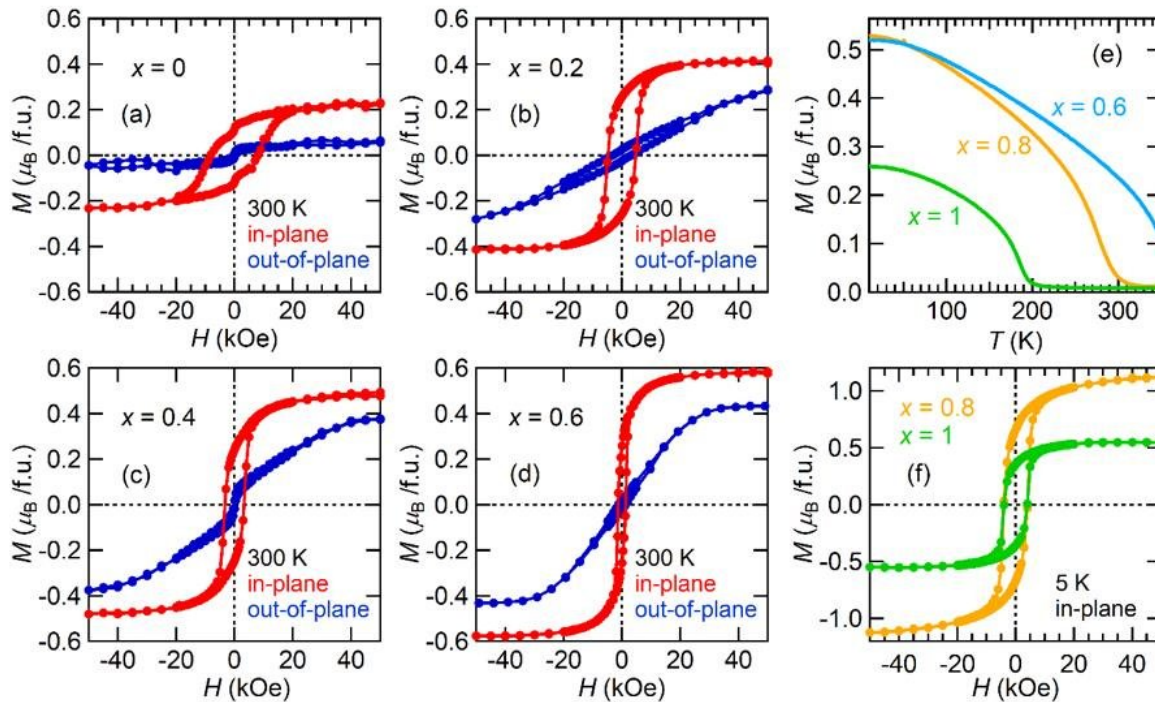 0.6
0.4
0.2
0.0
-0.2
-0.4
-0.6
M (μB /f.u.)
x = 0
(a)
300 K
in-plane
out-of-plane
-40 -20 0 20 40
H (kOe)
0.6
0.4
0.2
0.0
-0.2
-0.4
-0.6
M (μB /f.u.)
x = 0.2
(b)
300 K
in-plane
out-of-plane
-40 -20 0 20 40
H (kOe)
0.5
0.4
0.3
0.2
0.1
0.0
M (μB /f.u.)
(e)
x = 0.6
x = 0.8
x = 1
100 200 300
T (K)
0.6
0.4
0.2
0.0
-0.2
-0.4
-0.6
M (μB /f.u.)
x = 0.4
(c)
300 K
in-plane
out-of-plane
-40 -20 0 20 40
H (kOe)
0.6
0.4
0.2
0.0
-0.2
-0.4
-0.6
M (μB /f.u.)
x = 0.6
(d)
300 K
in-plane
out-of-plane
-40 -20 0 20 40
H (kOe)
1.0
0.5
0.0
-0.5
-1.0
M (μB /f.u.)
x = 0.8
x = 1
(f)
5 K
in-plane
-40 -20 0 20 40
H (kOe)